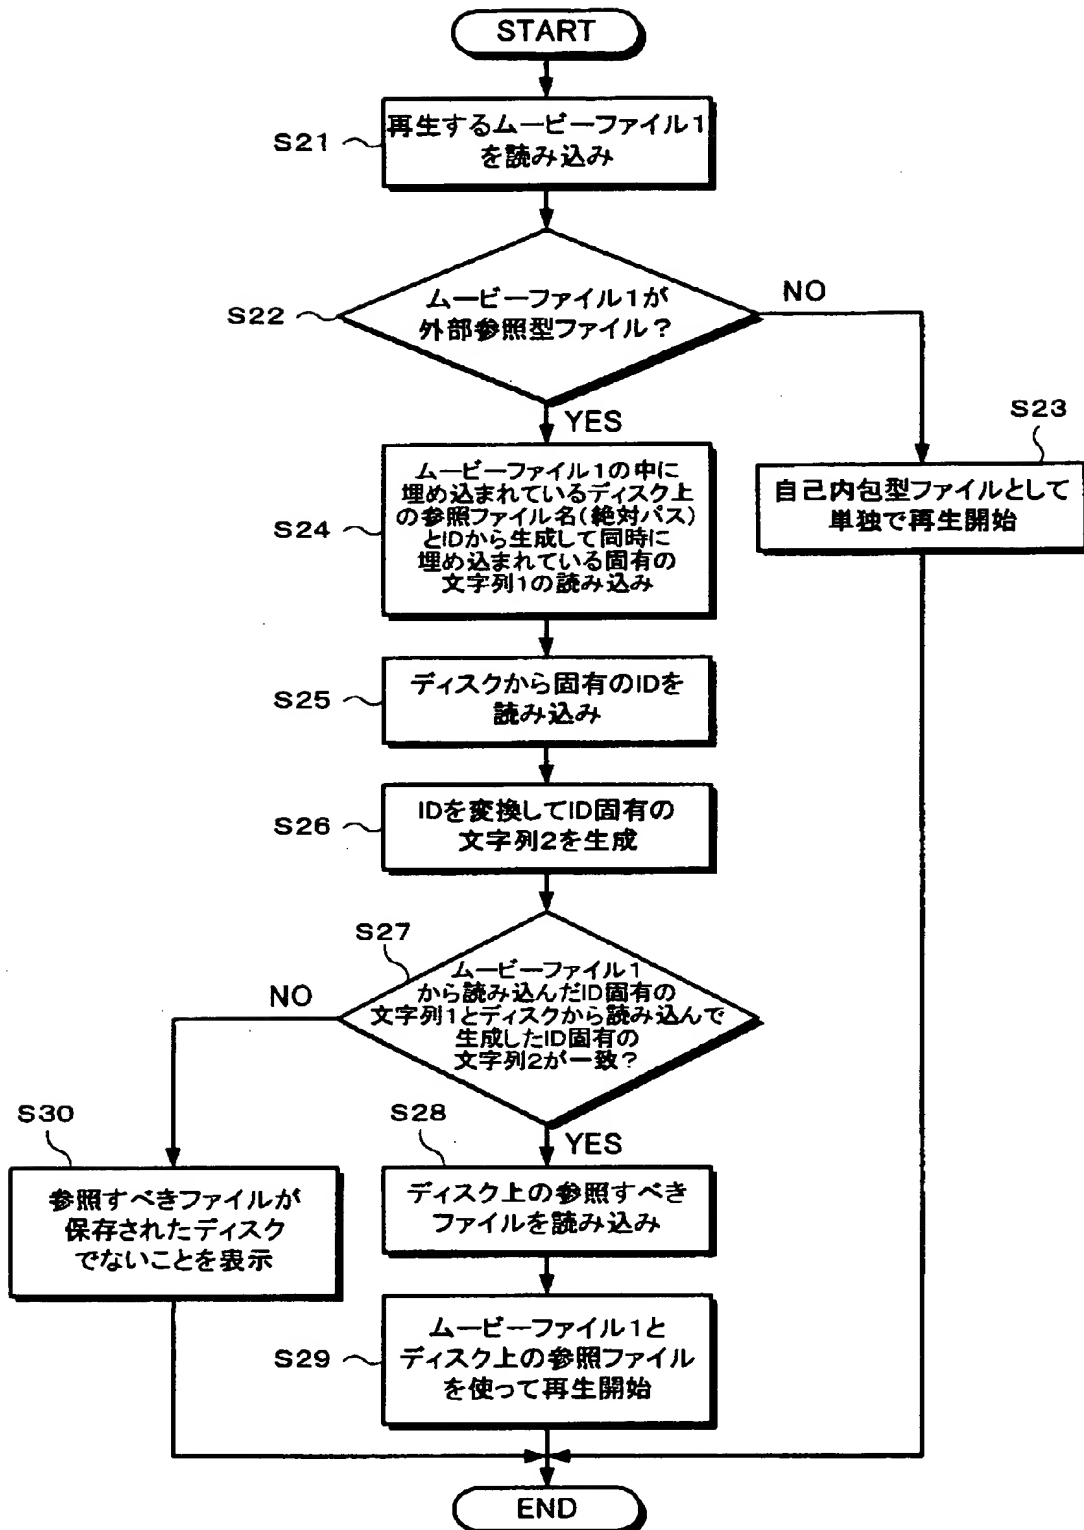 START
S21
再生するムービーファイル1
を読み込み
S22
ムービーファイル1が
外部参照型ファイル？
NO
YES
S23
自己内包型ファイルとして
単独で再生開始
S24
ムービーファイル1の中に
埋め込まれているディスク上
の参照ファイル名(絶対パス)
とIDから生成して同時に
埋め込まれている固有の
文字列1の読み込み
S25
ディスクから固有のIDを
読み込み
S26
IDを変換してID固有の
文字列2を生成
S27
ムービーファイル1
から読み込んだID固有の
文字列1とディスクから読み込んで
生成したID固有の
文字列2が一致？
NO
YES
S30
参照すべきファイルが
保存されたディスク
でないことを表示
S28
ディスク上の参照すべき
ファイルを読み込み
S29
ムービーファイル1と
ディスク上の参照ファイル
を使って再生開始
END